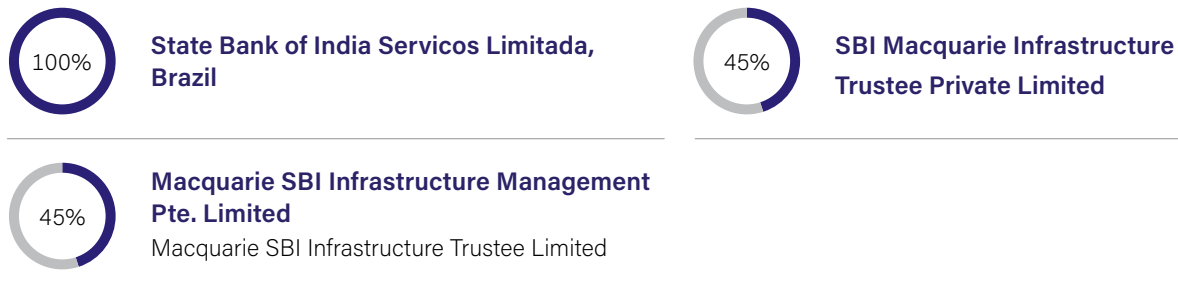 100%
State Bank of India Servicos Limitada,
Brazil
45%
SBI Macquarie Infrastructure
Trustee Private Limited
45%
Macquarie SBI Infrastructure Management
Pte. Limited
Macquarie SBI Infrastructure Trustee Limited